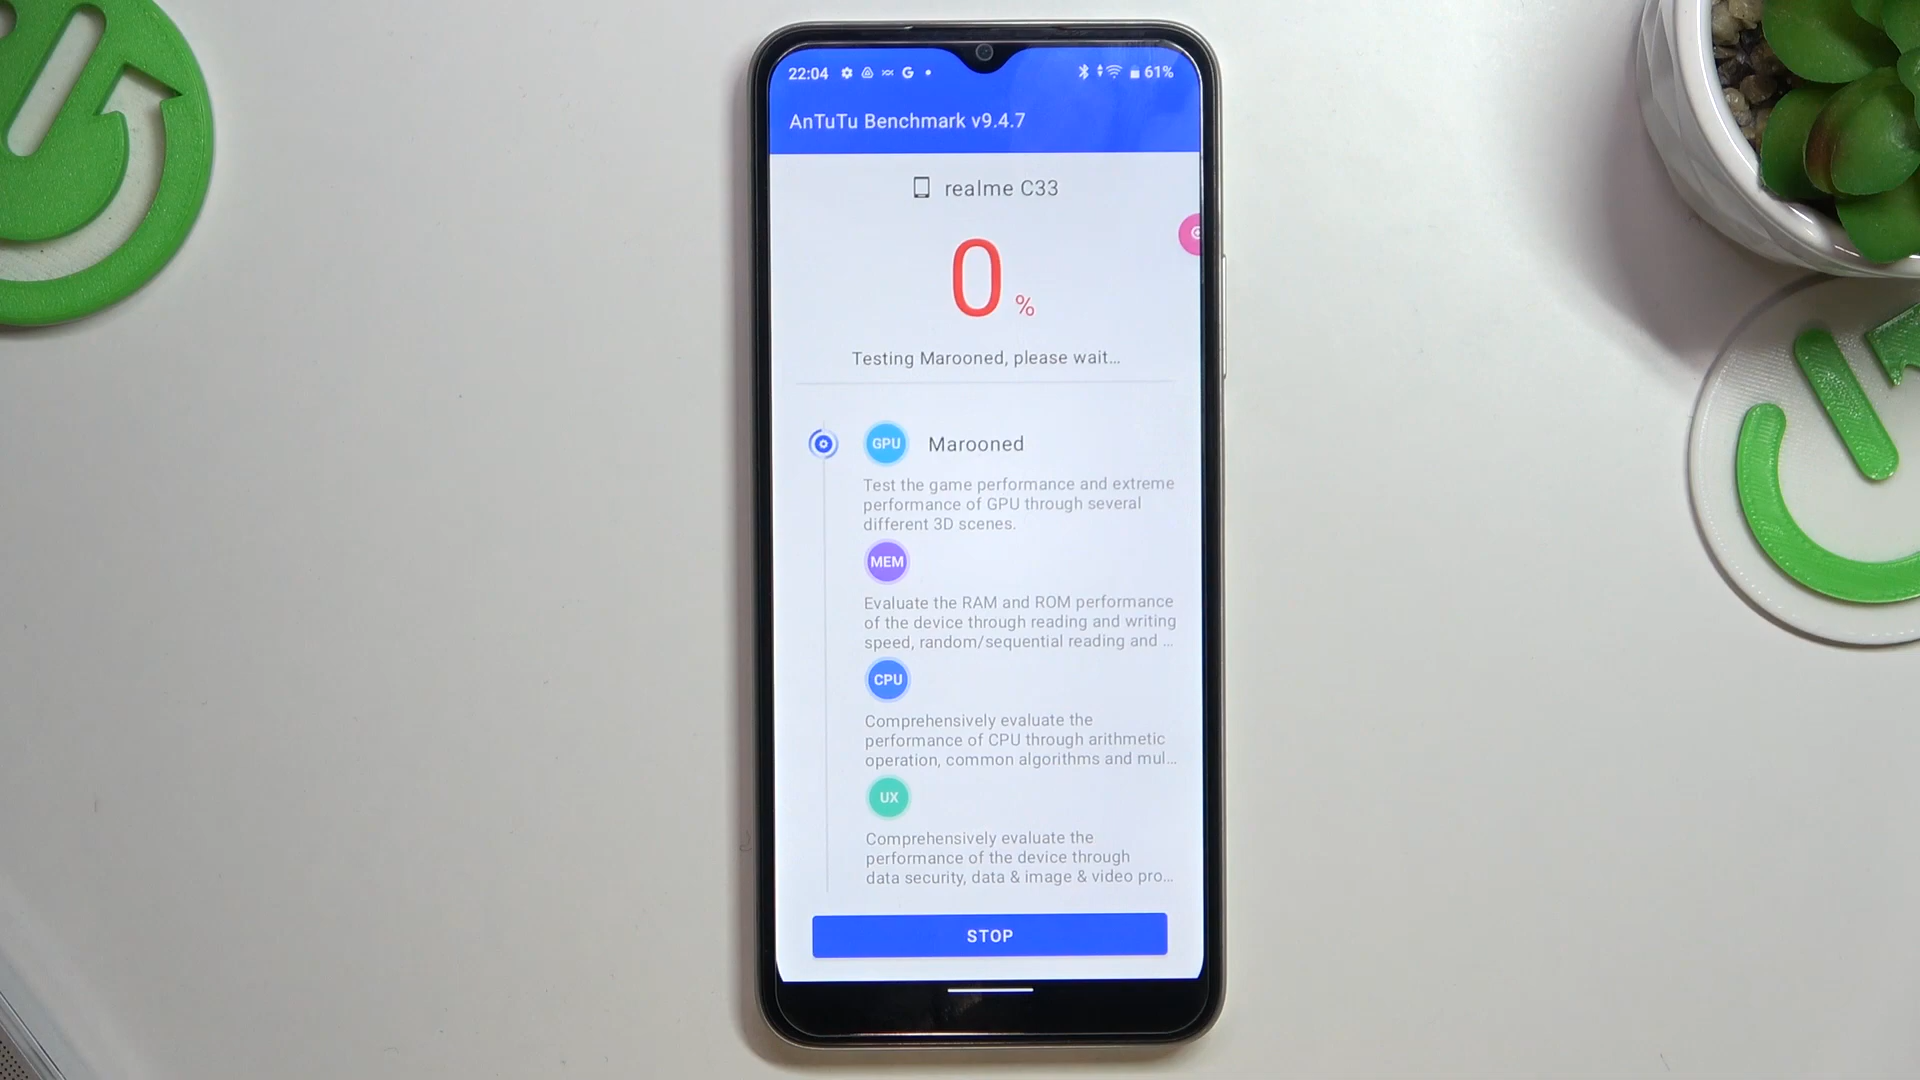 22:04 G 61%
AnTuTu Benchmark v9.4.7
realme C33
0 %
Testing Marooned, please wait...
GPU Marooned
Test the game performance and extreme
performance of GPU through several
different 3D scenes.
MEM
Evaluate the RAM and ROM performance
of the device through reading and writing
speed, random/sequential reading and ...
CPU
Comprehensively evaluate the
performance of CPU through arithmetic
operation, common algorithms and mul...
UX
Comprehensively evaluate the
performance of the device through
data security, data & image & video pro...
STOP